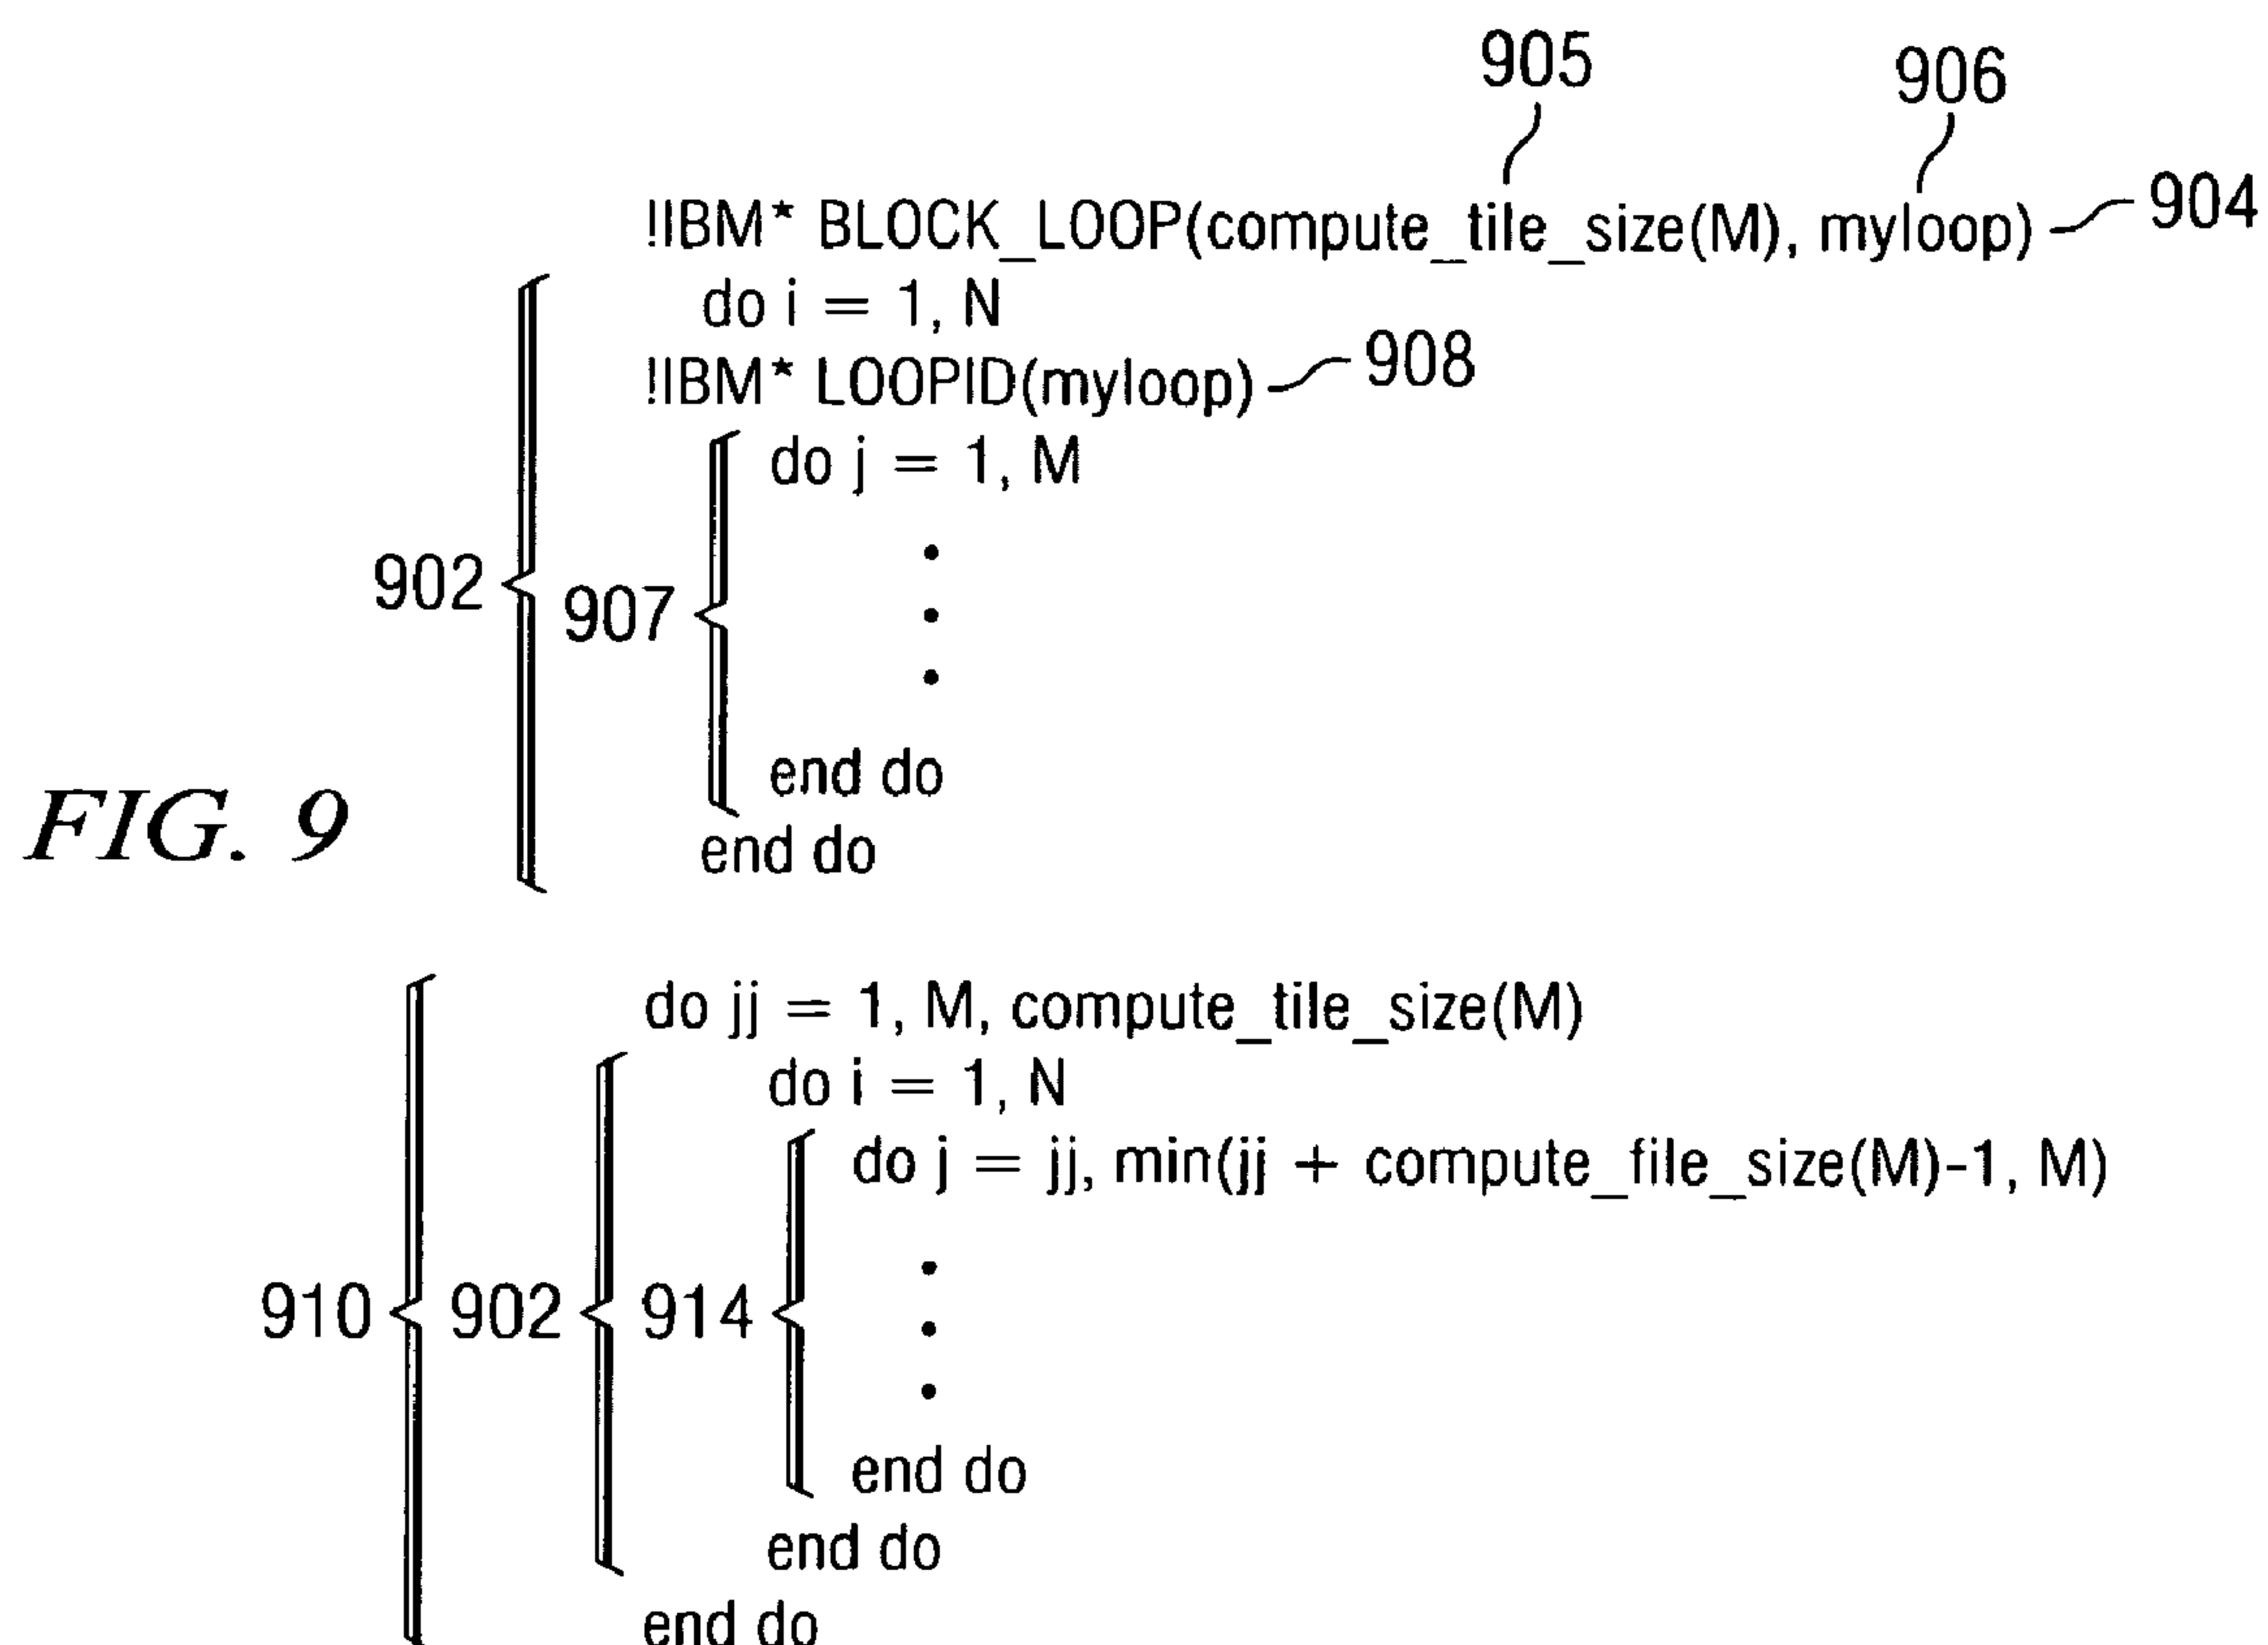 905
906
!IBM* BLOCK_LOOP(compute_tile_size(M), myloop) 904
do i = 1, N
!IBM* LOOPID(myloop) 908
do j = 1, M
902
907
end do
FIG. 9
end do
do jj = 1, M, compute_tile_size(M)
do i = 1, N
do j = jj, min(jj + compute_file_size(M)-1, M)
910 902 914
end do
end do
end do